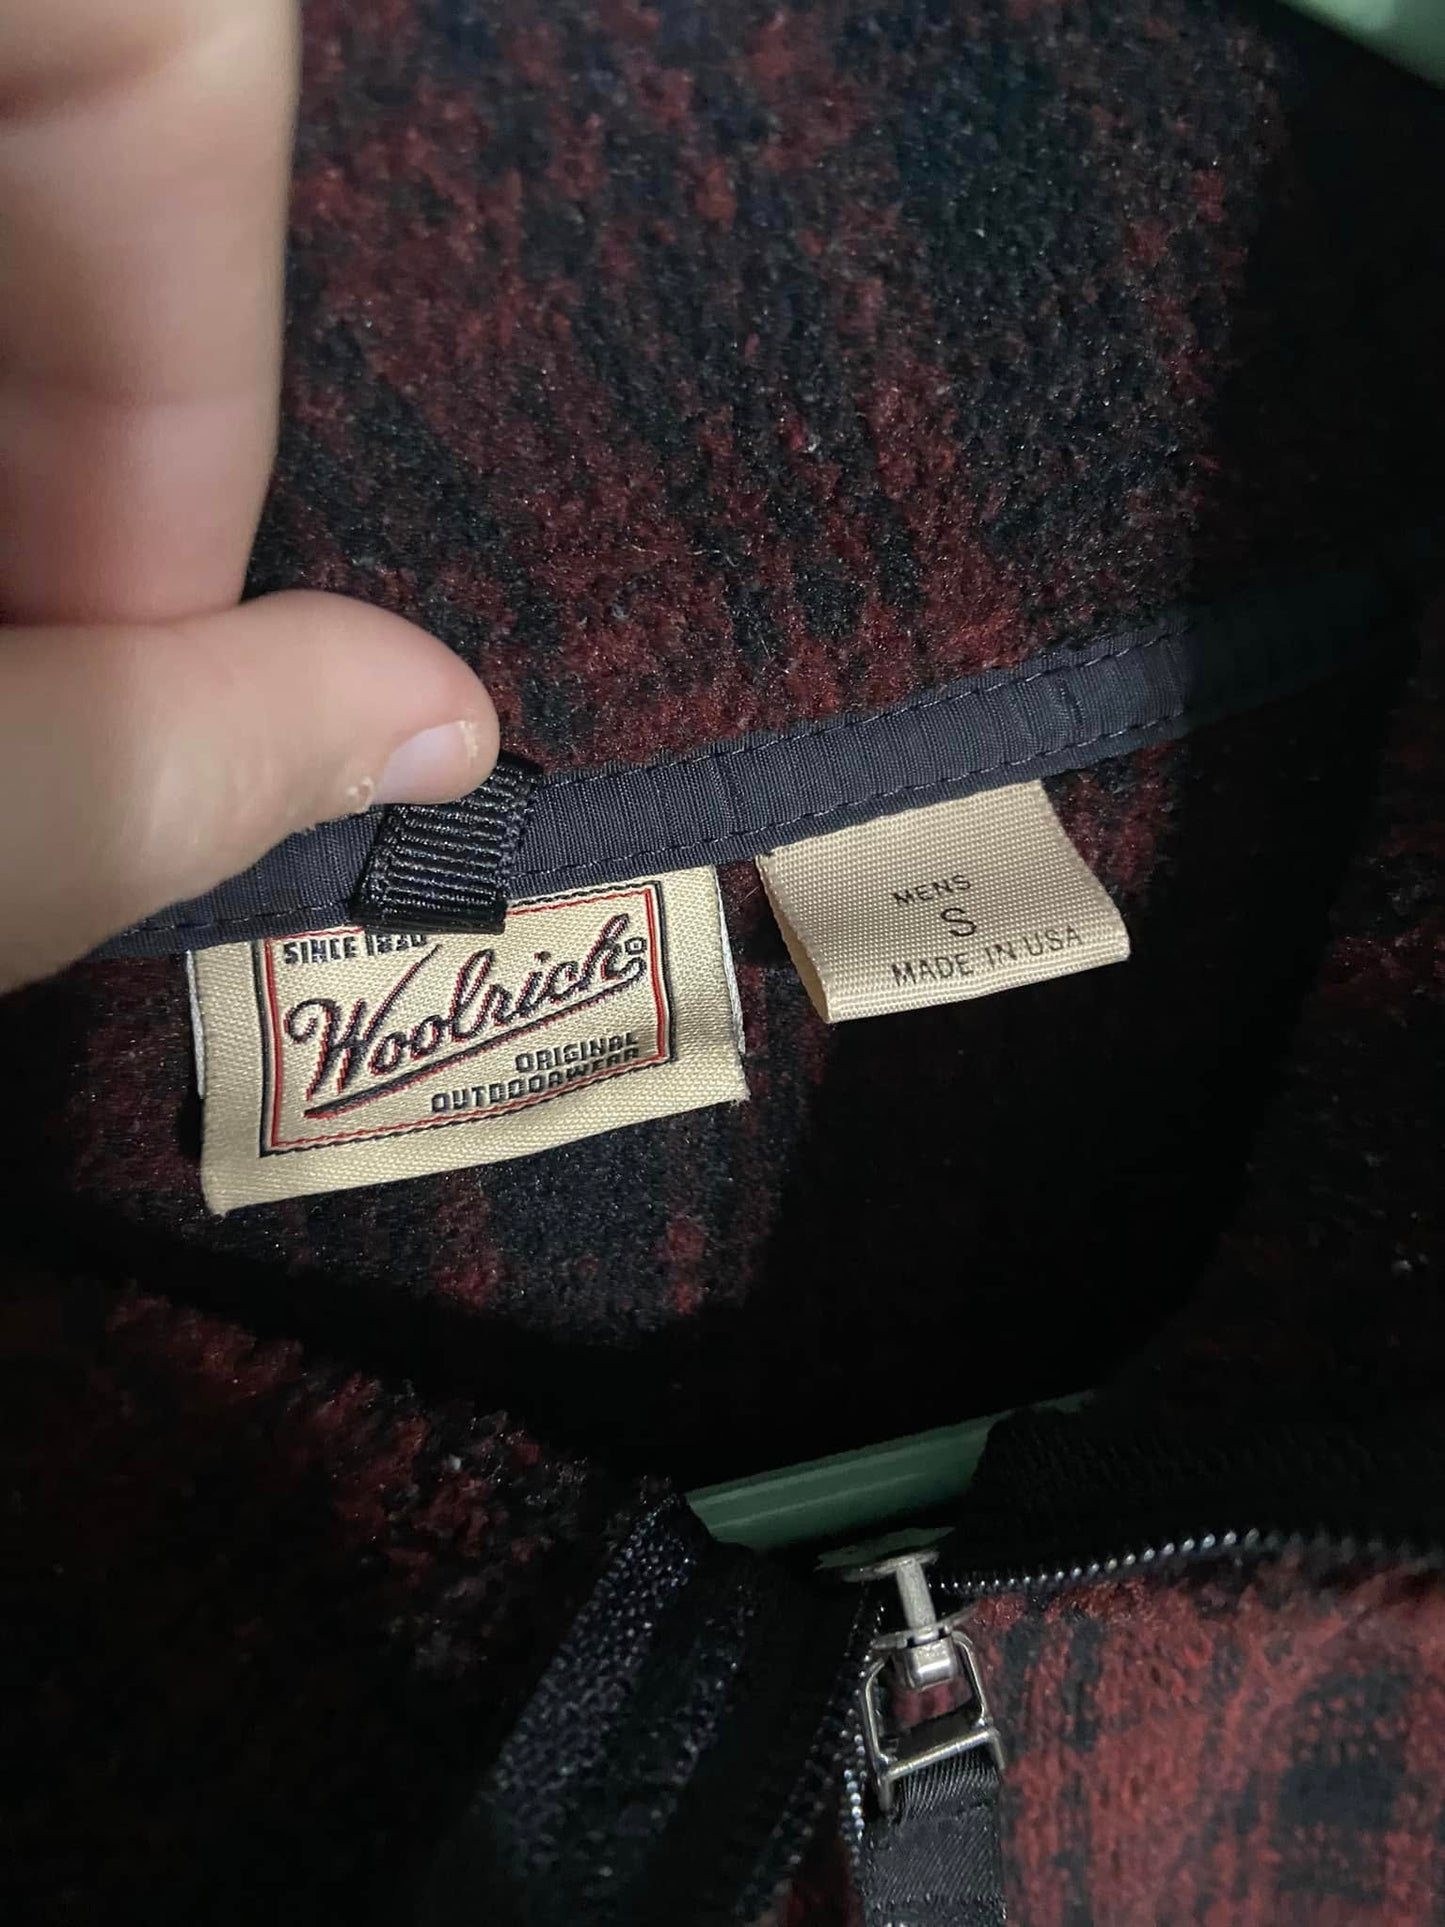 SINCE 1830
Woolrich
ORIGINAL
OUTDOORWEAR
MENS
S
MADE IN USA